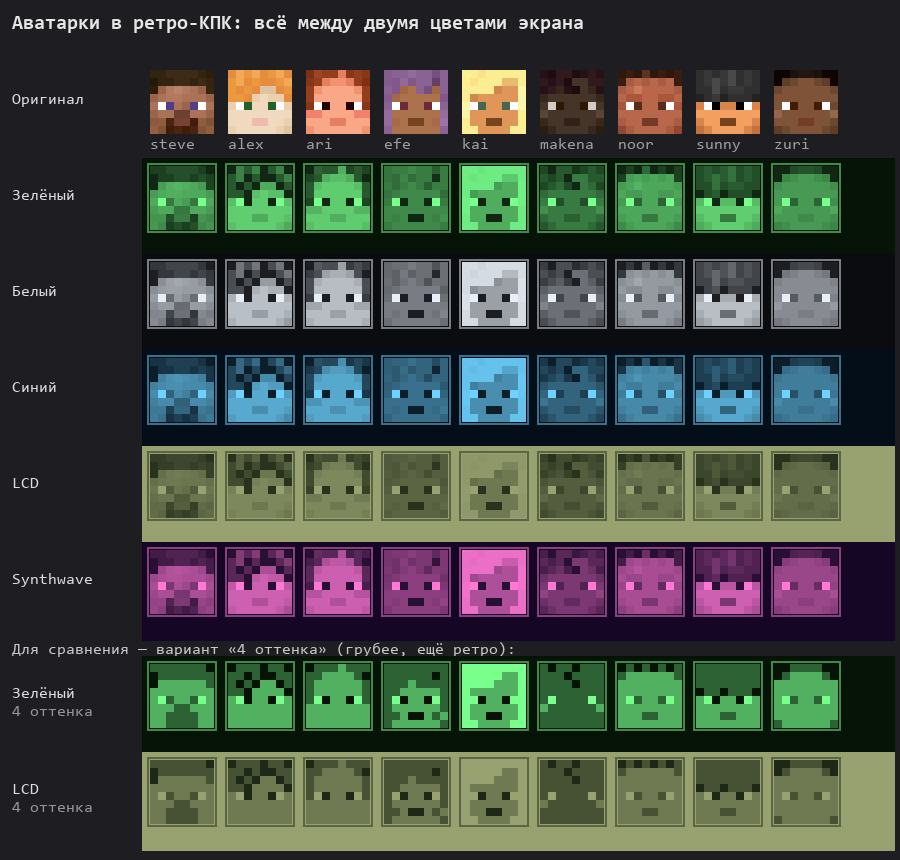 Аватарки в ретро-КПК: всё между двумя цветами экрана
Оригинал
steve alex ari efe kai makena noor sunny zuri
Зелёный
Белый
Синий
LCD
Synthwave
Для сравнения — вариант «4 оттенка» (грубее, ещё ретро):
Зелёный
4 оттенка
LCD
4 оттенка